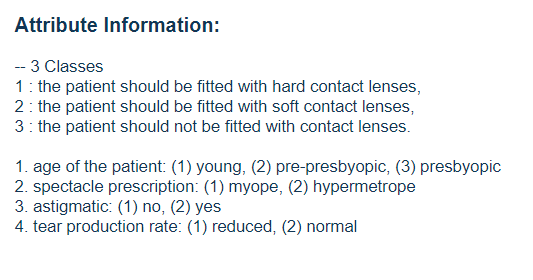 Attribute Information:
-- 3 Classes
1 : the patient should be fitted with hard contact lenses,
2 : the patient should be fitted with soft contact lenses,
3 : the patient should not be fitted with contact lenses.
1. age of the patient: (1) young, (2) pre-presbyopic, (3) presbyopic
2. spectacle prescription: (1) myope, (2) hypermetrope
3. astigmatic: (1) no, (2) yes
4. tear production rate: (1) reduced, (2) normal